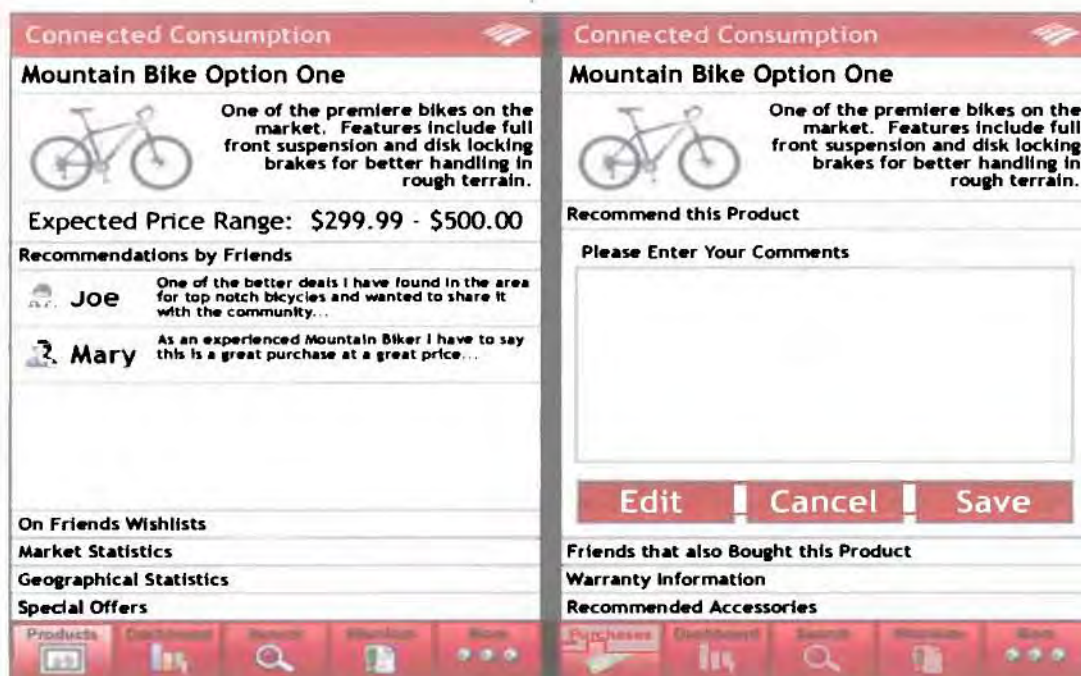 Connected Consumption
Mountain Bike Option One
One of the premiere bikes on the
market. Features include full
front suspension and disk locking
brakes for better handling in
rough terrain.
Expected Price Range: $299.99 - $500.00
Recommendations by Friends
Joe
One of the better deals I have found in the area
for top notch bicycles and wanted to share it
with the community...
Mary
As an experienced Mountain Biker I have to say
this is a great purchase at a great price...
On Friends Wishlists
Market Statistics
Geographical Statistics
Special Offers
Products
Dashboard
Search
More
Connected Consumption
Mountain Bike Option One
One of the premiere bikes on the
market. Features include full
front suspension and disk locking
brakes for better handling in
rough terrain.
Recommend this Product
Please Enter Your Comments
Edit
Cancel
Save
Friends that also Bought this Product
Warranty Information
Recommended Accessories
Purchases
Dashboard
Search
More